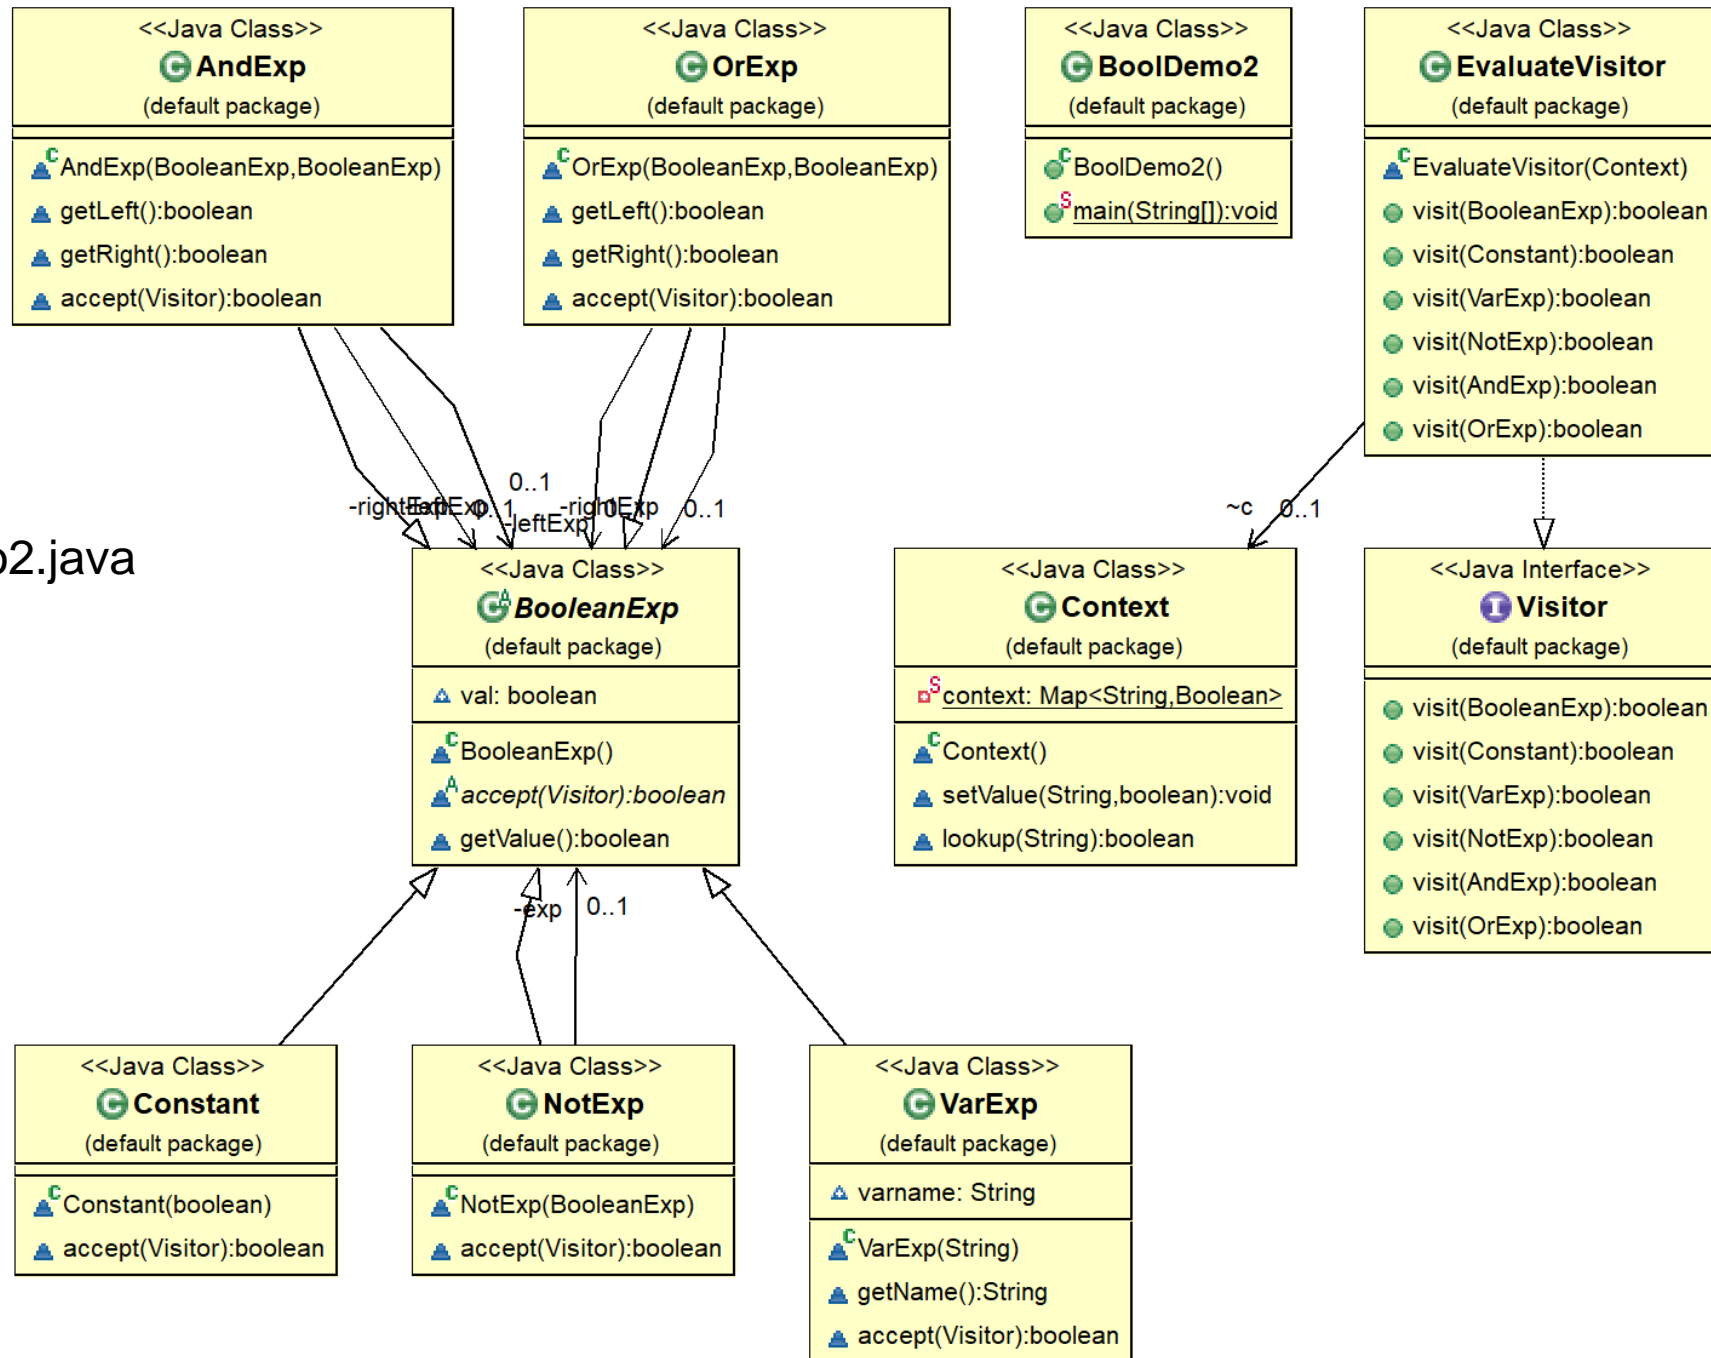 <<Java Class>>
AndExp
(default package)
AndExp(BooleanExp,BooleanExp)
getLeft():boolean
getRight():boolean
accept(Visitor):boolean
<<Java Class>>
OrExp
(default package)
OrExp(BooleanExp,BooleanExp)
getLeft():boolean
getRight():boolean
accept(Visitor):boolean
<<Java Class>>
BoolDemo2
(default package)
BoolDemo2()
main(String[]):void
<<Java Class>>
EvaluateVisitor
(default package)
EvaluateVisitor(Context)
visit(BooleanExp):boolean
visit(Constant):boolean
visit(VarExp):boolean
visit(NotExp):boolean
visit(AndExp):boolean
visit(OrExp):boolean
-rightExp
-leftExp
0..1
0..1
-leftExp
-rightExp
0..1
0..1
~c
0..1
o2.java
<<Java Class>>
BooleanExp
(default package)
val: boolean
BooleanExp()
accept(Visitor):boolean
getValue():boolean
<<Java Class>>
Context
(default package)
context: Map<String,Boolean>
Context()
setValue(String,boolean):void
lookup(String):boolean
<<Java Interface>>
Visitor
(default package)
visit(BooleanExp):boolean
visit(Constant):boolean
visit(VarExp):boolean
visit(NotExp):boolean
visit(AndExp):boolean
visit(OrExp):boolean
-exp
0..1
<<Java Class>>
Constant
(default package)
Constant(boolean)
accept(Visitor):boolean
<<Java Class>>
NotExp
(default package)
NotExp(BooleanExp)
accept(Visitor):boolean
<<Java Class>>
VarExp
(default package)
varname: String
VarExp(String)
getName():String
accept(Visitor):boolean